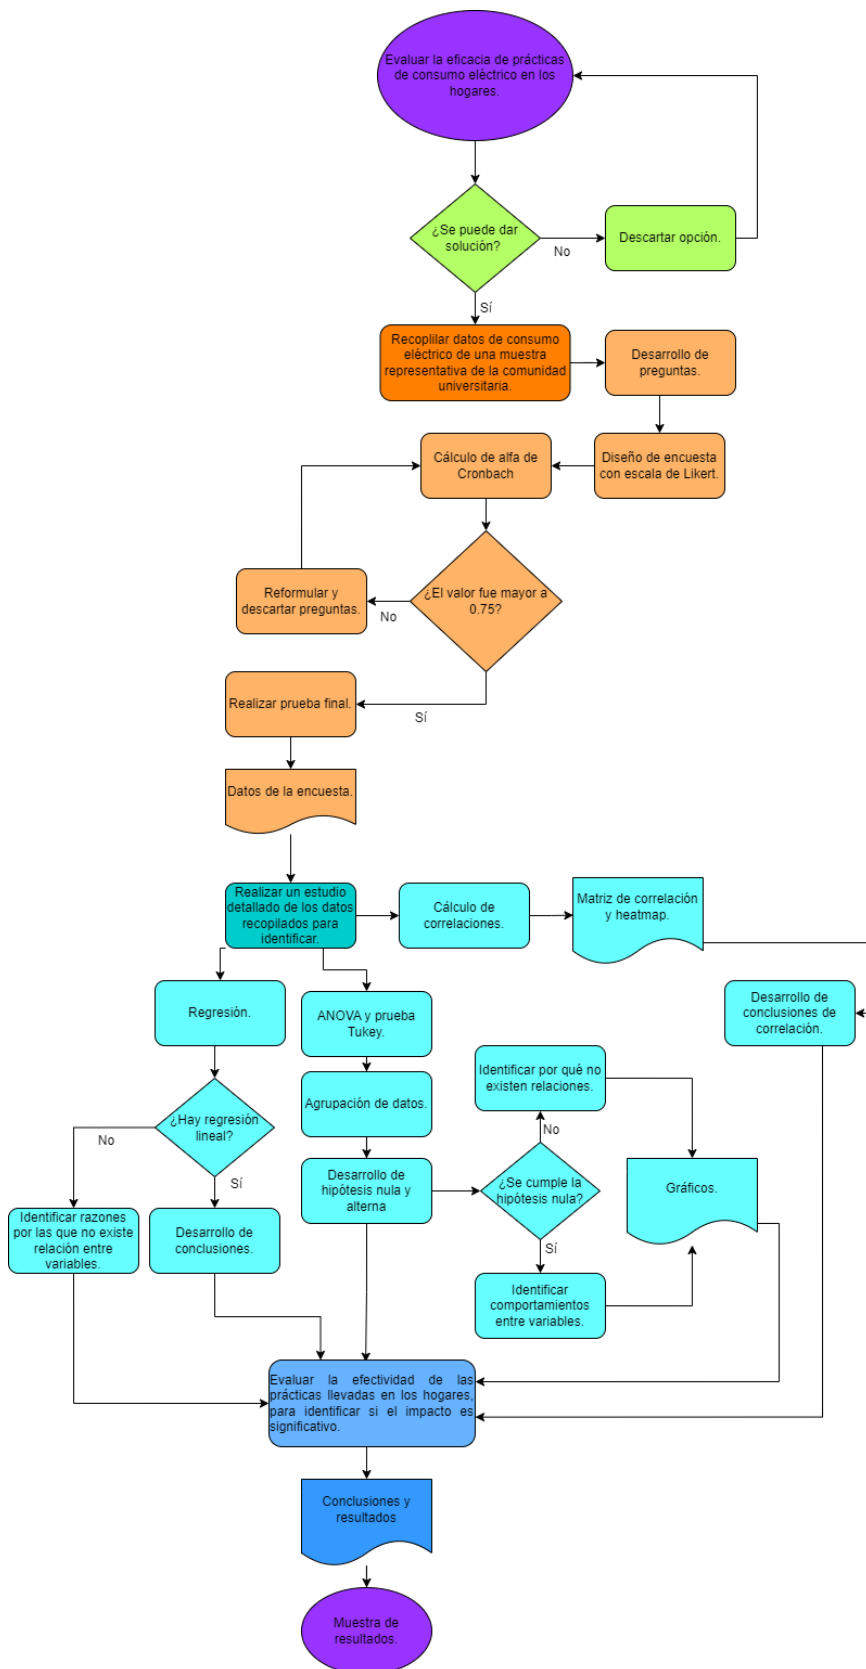 Evaluar la eficacia de prácticas
de consumo eléctrico en los
hogares.
¿Se puede dar
solución?
No
Descartar opción.
Sí
Recoplilar datos de consumo
eléctrico de una muestra
representativa de la comunidad
universitaria.
Desarrollo de
preguntas.
Cálculo de alfa de
Cronbach
Diseño de encuesta
con escala de Likert.
¿El valor fue mayor a
0.75?
Reformular y
descartar preguntas.
No
Realizar prueba final.
Sí
Datos de la encuesta.
Realizar un estudio
detallado de los datos
recopilados para
identificar.
Cálculo de
correlaciones.
Matriz de correlación
y heatmap.
Regresión.
ANOVA y prueba
Tukey.
Desarrollo de
conclusiones de
correlación.
Identificar por qué no
existen relaciones.
Agrupación de datos.
¿Hay regresión
lineal?
No
Sí
No
Desarrollo de
hipótesis nula y
alterna
¿Se cumple la
hipótesis nula?
Gráficos.
Identificar razones
por las que no existe
relación entre
variables.
Desarrollo de
conclusiones.
Sí
Identificar
comportamientos
entre variables.
Evaluar la efectividad de las
prácticas llevadas en los hogares,
para identificar si el impacto es
significativo.
Conclusiones y
resultados
Muestra de
resultados.